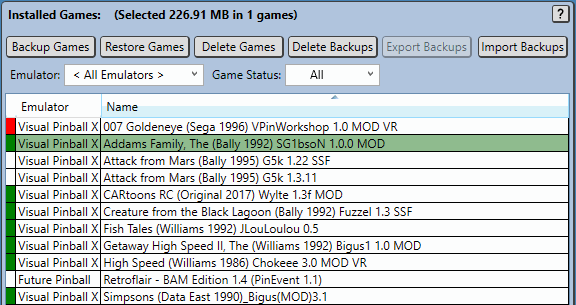 Installed Games: (Selected 226.91 MB in 1 games) ?
Backup Games Restore Games Delete Games Delete Backups Export Backups Import Backups
Emulator: < All Emulators > Game Status: All
Emulator Name
Visual Pinball X 007 Goldeneye (Sega 1996) VPinWorkshop 1.0 MOD VR
Visual Pinball X Addams Family, The (Bally 1992) SG1bsoN 1.0.0 MOD
Visual Pinball X Attack from Mars (Bally 1995) G5k 1.22 SSF
Visual Pinball X Attack from Mars (Bally 1995) G5k 1.3.11
Visual Pinball X CARtoons RC (Original 2017) Wylte 1.3f MOD
Visual Pinball X Creature from the Black Lagoon (Bally 1992) Fuzzel 1.3 SSF
Visual Pinball X Fish Tales (Williams 1992) JLouLoulou 0.5
Visual Pinball X Getaway High Speed II, The (Williams 1992) Bigus1 1.0 MOD
Visual Pinball X High Speed (Williams 1986) Chokeee 3.0 MOD VR
Future Pinball Retroflair - BAM Edition 1.4 (PinEvent 1.1)
Visual Pinball X Simpsons (Data East 1990)_Bigus(MOD)3.1